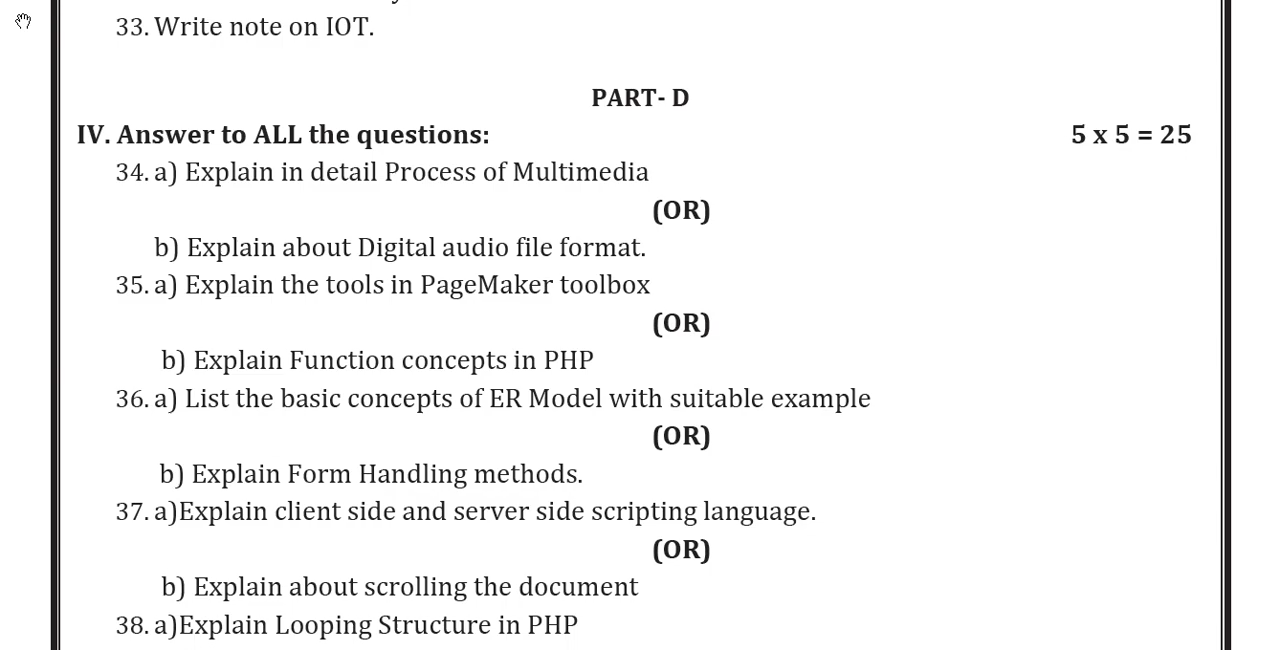 33. Write note on IOT.
PART- D
IV. Answer to ALL the questions: 5 x 5 = 25
34. a) Explain in detail Process of Multimedia
(OR)
b) Explain about Digital audio file format.
35. a) Explain the tools in PageMaker toolbox
(OR)
b) Explain Function concepts in PHP
36. a) List the basic concepts of ER Model with suitable example
(OR)
b) Explain Form Handling methods.
37. a)Explain client side and server side scripting language.
(OR)
b) Explain about scrolling the document
38. a)Explain Looping Structure in PHP